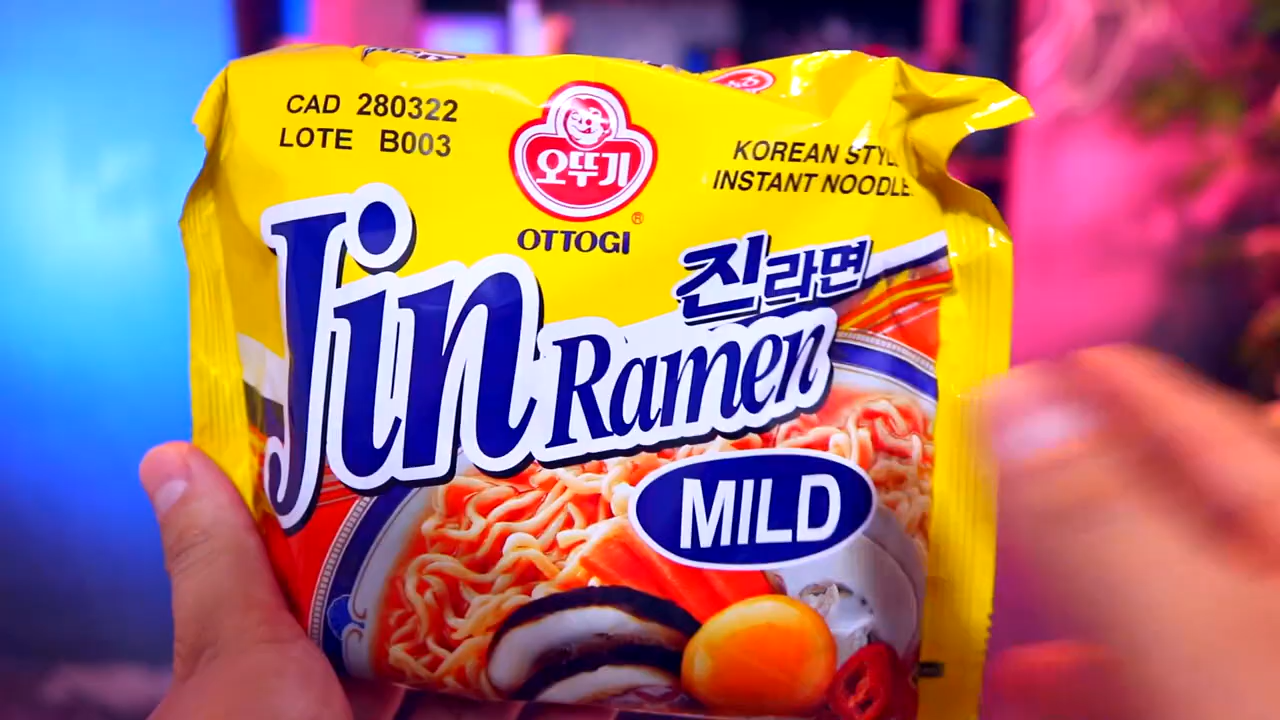 CAD 280322
LOTE B003
오뚜기
®
OTTOGI
KOREAN STYL
INSTANT NOODLE
진라면
Jin Ramen
MILD